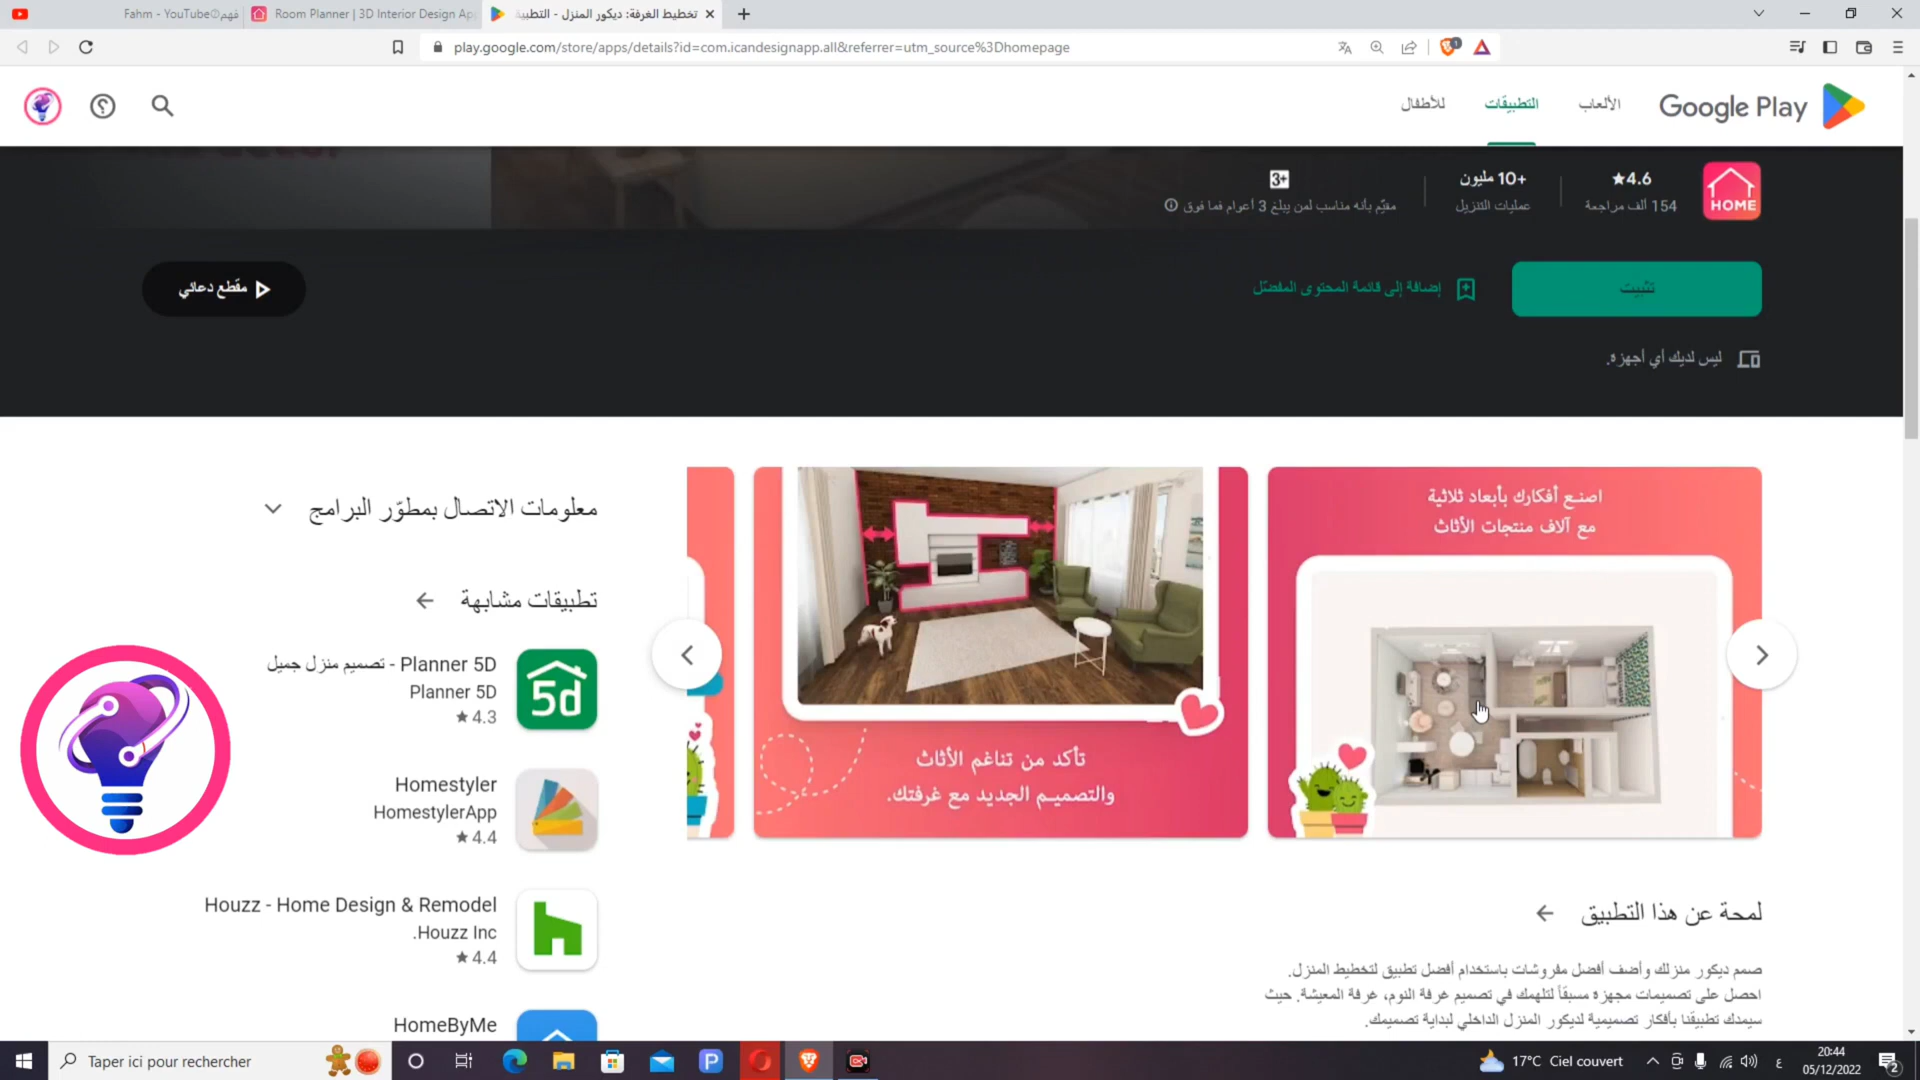 فهم - YouTube
Room Planner | 3D Interior Design Ap
تخطيط الغرفة: ديكور المنزل - التطبيـ
play.google.com/store/apps/details?id=com.icandesignapp.all&referrer=utm_source%3Dhomepage
Google Play
الألعاب
التطبيقات
للأطفال
HOME
4.6★
154 ألف مراجعة
+10 مليون
عمليات التنزيل
3+
مقيّم بأنه مناسب لمن يبلغ 3 أعوام فما فوق
تثبيت
إضافة إلى قائمة المحتوى المفضّل
مقطع دعائي
ليس لديك أي أجهزة.
اصنع أفكارك بأبعاد ثلاثية
مع آلاف منتجات الأثاث
تأكد من تناغم الأثاث
والتصميم الجديد مع غرفتك.
معلومات الاتصال بمطوّر البرامج
تطبيقات مشابهة
Planner 5D - تصميم منزل جميل
Planner 5D
4.3 ★
5d
Homestyler
HomestylerApp
4.4 ★
Houzz - Home Design & Remodel
Houzz Inc.
4.4 ★
HomeByMe
لمحة عن هذا التطبيق
صمم ديكور منزلك وأضف أفضل مفروشات باستخدام أفضل تطبيق لتخطيط المنزل.
احصل على تصميمات مجهزة مسبقاً لتلهمك في تصميم غرفة النوم، غرفة المعيشة. حيث
سيمدك تطبيقنا بأفكار تصميمية لديكور المنزل الداخلي لبداية تصميمك.
Taper ici pour rechercher
17°C Ciel couvert
ع
20:44
05/12/2022
2